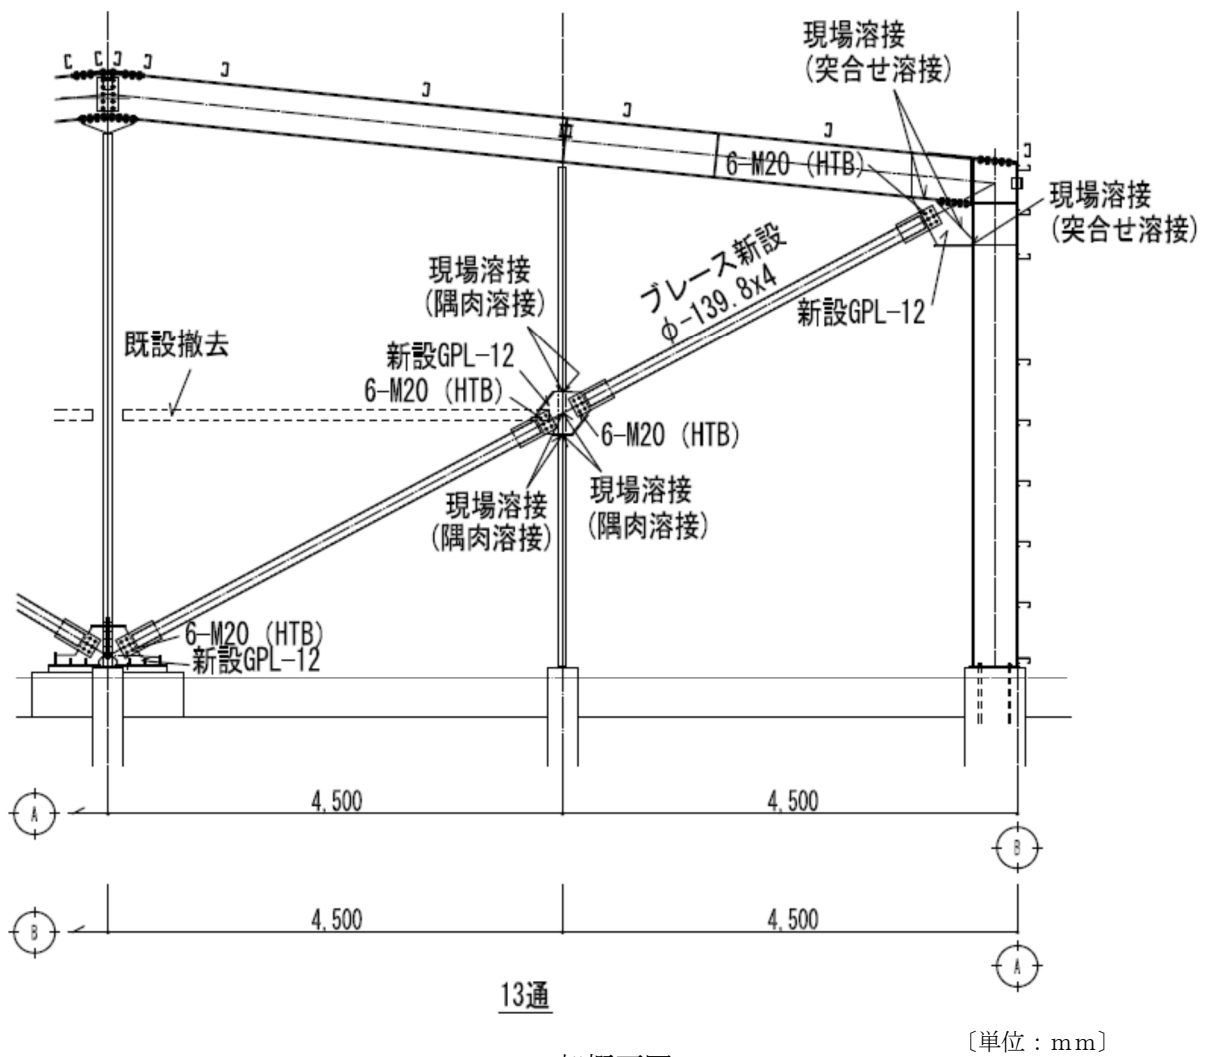 現場溶接
(突合せ溶接)
6-M20 (HTB)
現場溶接
(突合せ溶接)
現場溶接
(隅肉溶接)
ブレース新設
φ-139.8x4
新設GPL-12
既設撤去
新設GPL-12
6-M20 (HTB)
6-M20 (HTB)
現場溶接
(隅肉溶接)
現場溶接
(隅肉溶接)
6-M20 (HTB)
新設GPL-12
4,500
4,500
A
B
4,500
4,500
B
A
13通
〔単位：mm〕